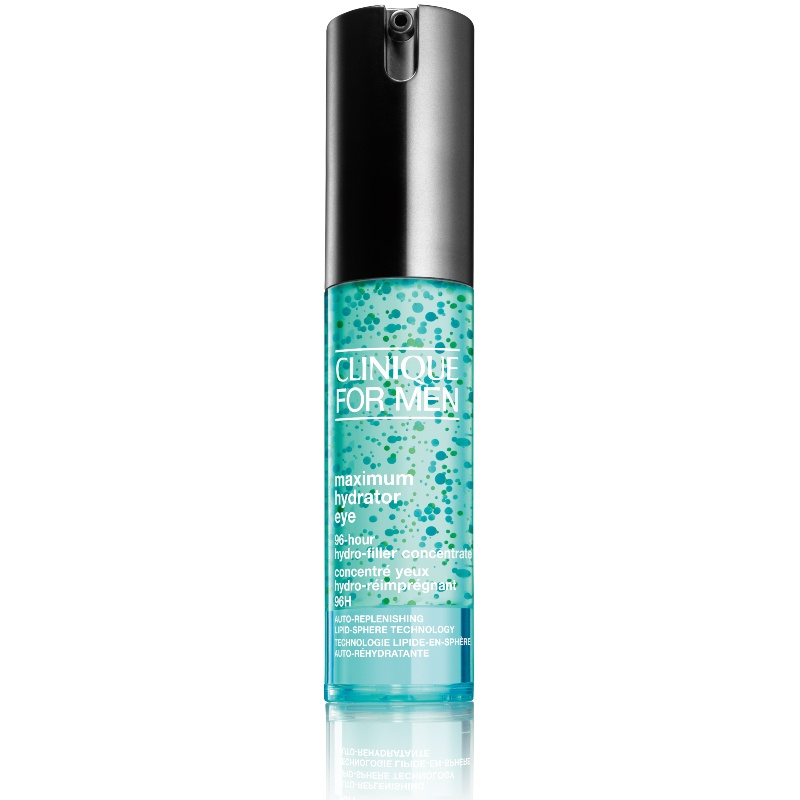 CLINIQUE
FOR MEN
maximum
hydrator
eye
96-hour
hydro-filler concentrate
concentré yeux
hydro-réimprégnant
96H
AUTO-REPLENISHING
LIPID-SPHERE TECHNOLOGY
TECHNOLOGIE LIPIDE-EN-SPHÈRE
AUTO-RÉHYDRATANTE